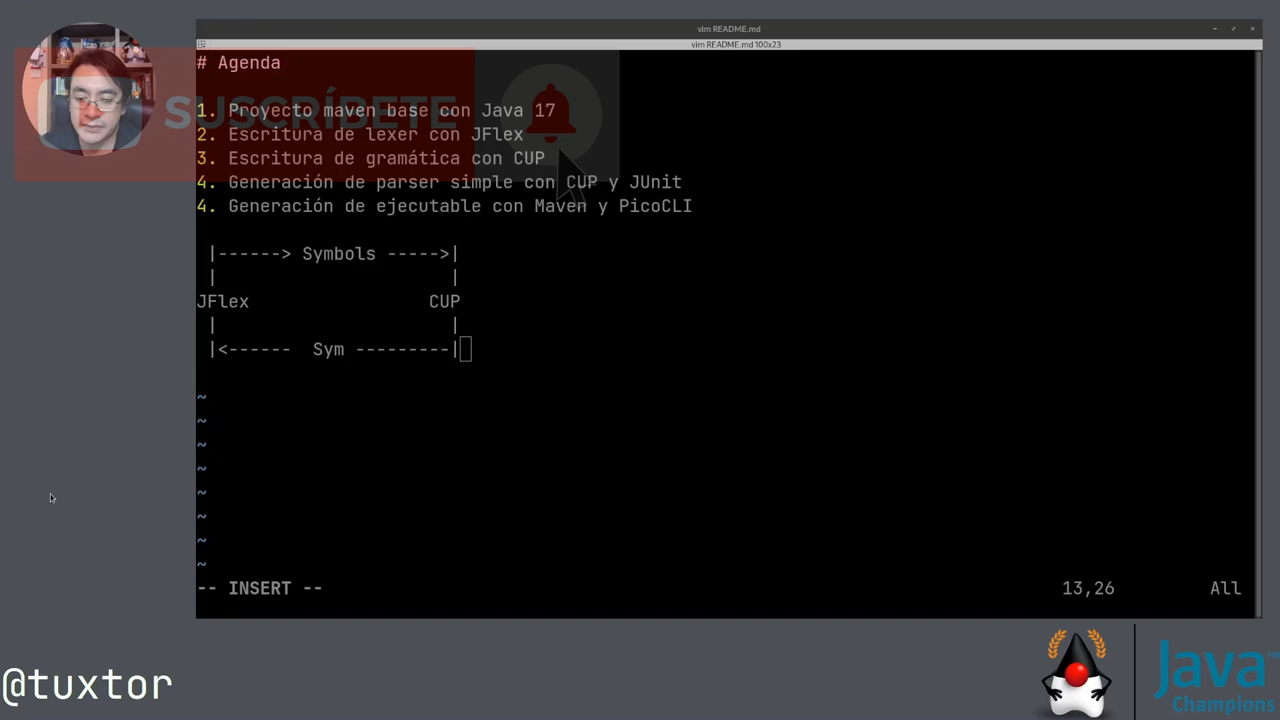 vim README.md
vim README.md 100x23
# Agenda
SUSCRÍBETE
1. Proyecto maven base con Java 17
2. Escritura de lexer con JFlex
3. Escritura de gramática con CUP
4. Generación de parser simple con CUP y JUnit
4. Generación de ejecutable con Maven y PicoCLI
|------> Symbols ----->|
| |
JFlex CUP
| |
|<------ Sym ---------|
~
~
~
~
~
~
~
~
-- INSERT -- 13,26 All
@tuxtor
Java™
Champions